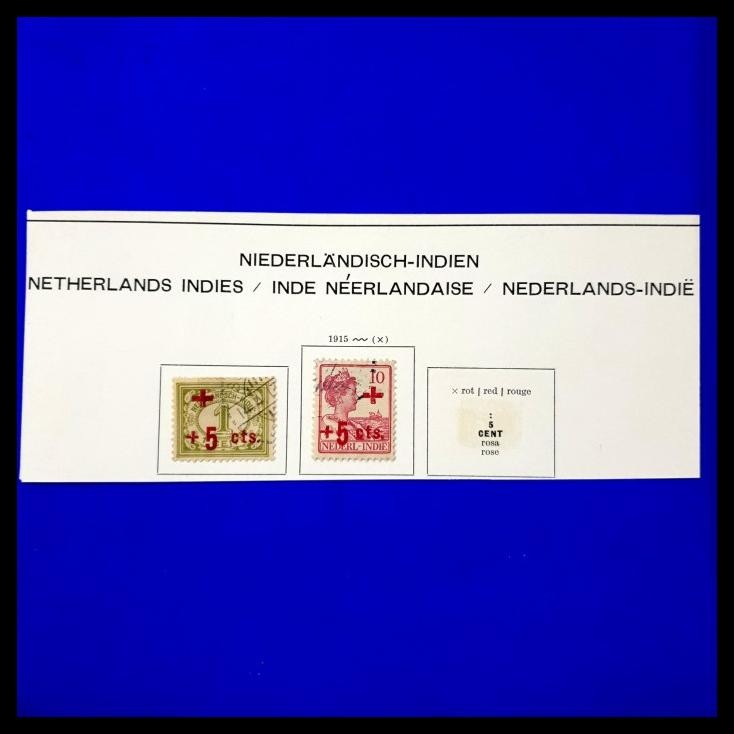 NIEDERLÄNDISCH-INDIEN
NETHERLANDS INDIES / INDE NÉERLANDAISE / NEDERLANDS-INDIË
1915 (×)
1
+5 cts.
10
+5 cts.
NEDERL-INDIE
× rot | red | rouge
:
5
CENT
rosa
rose